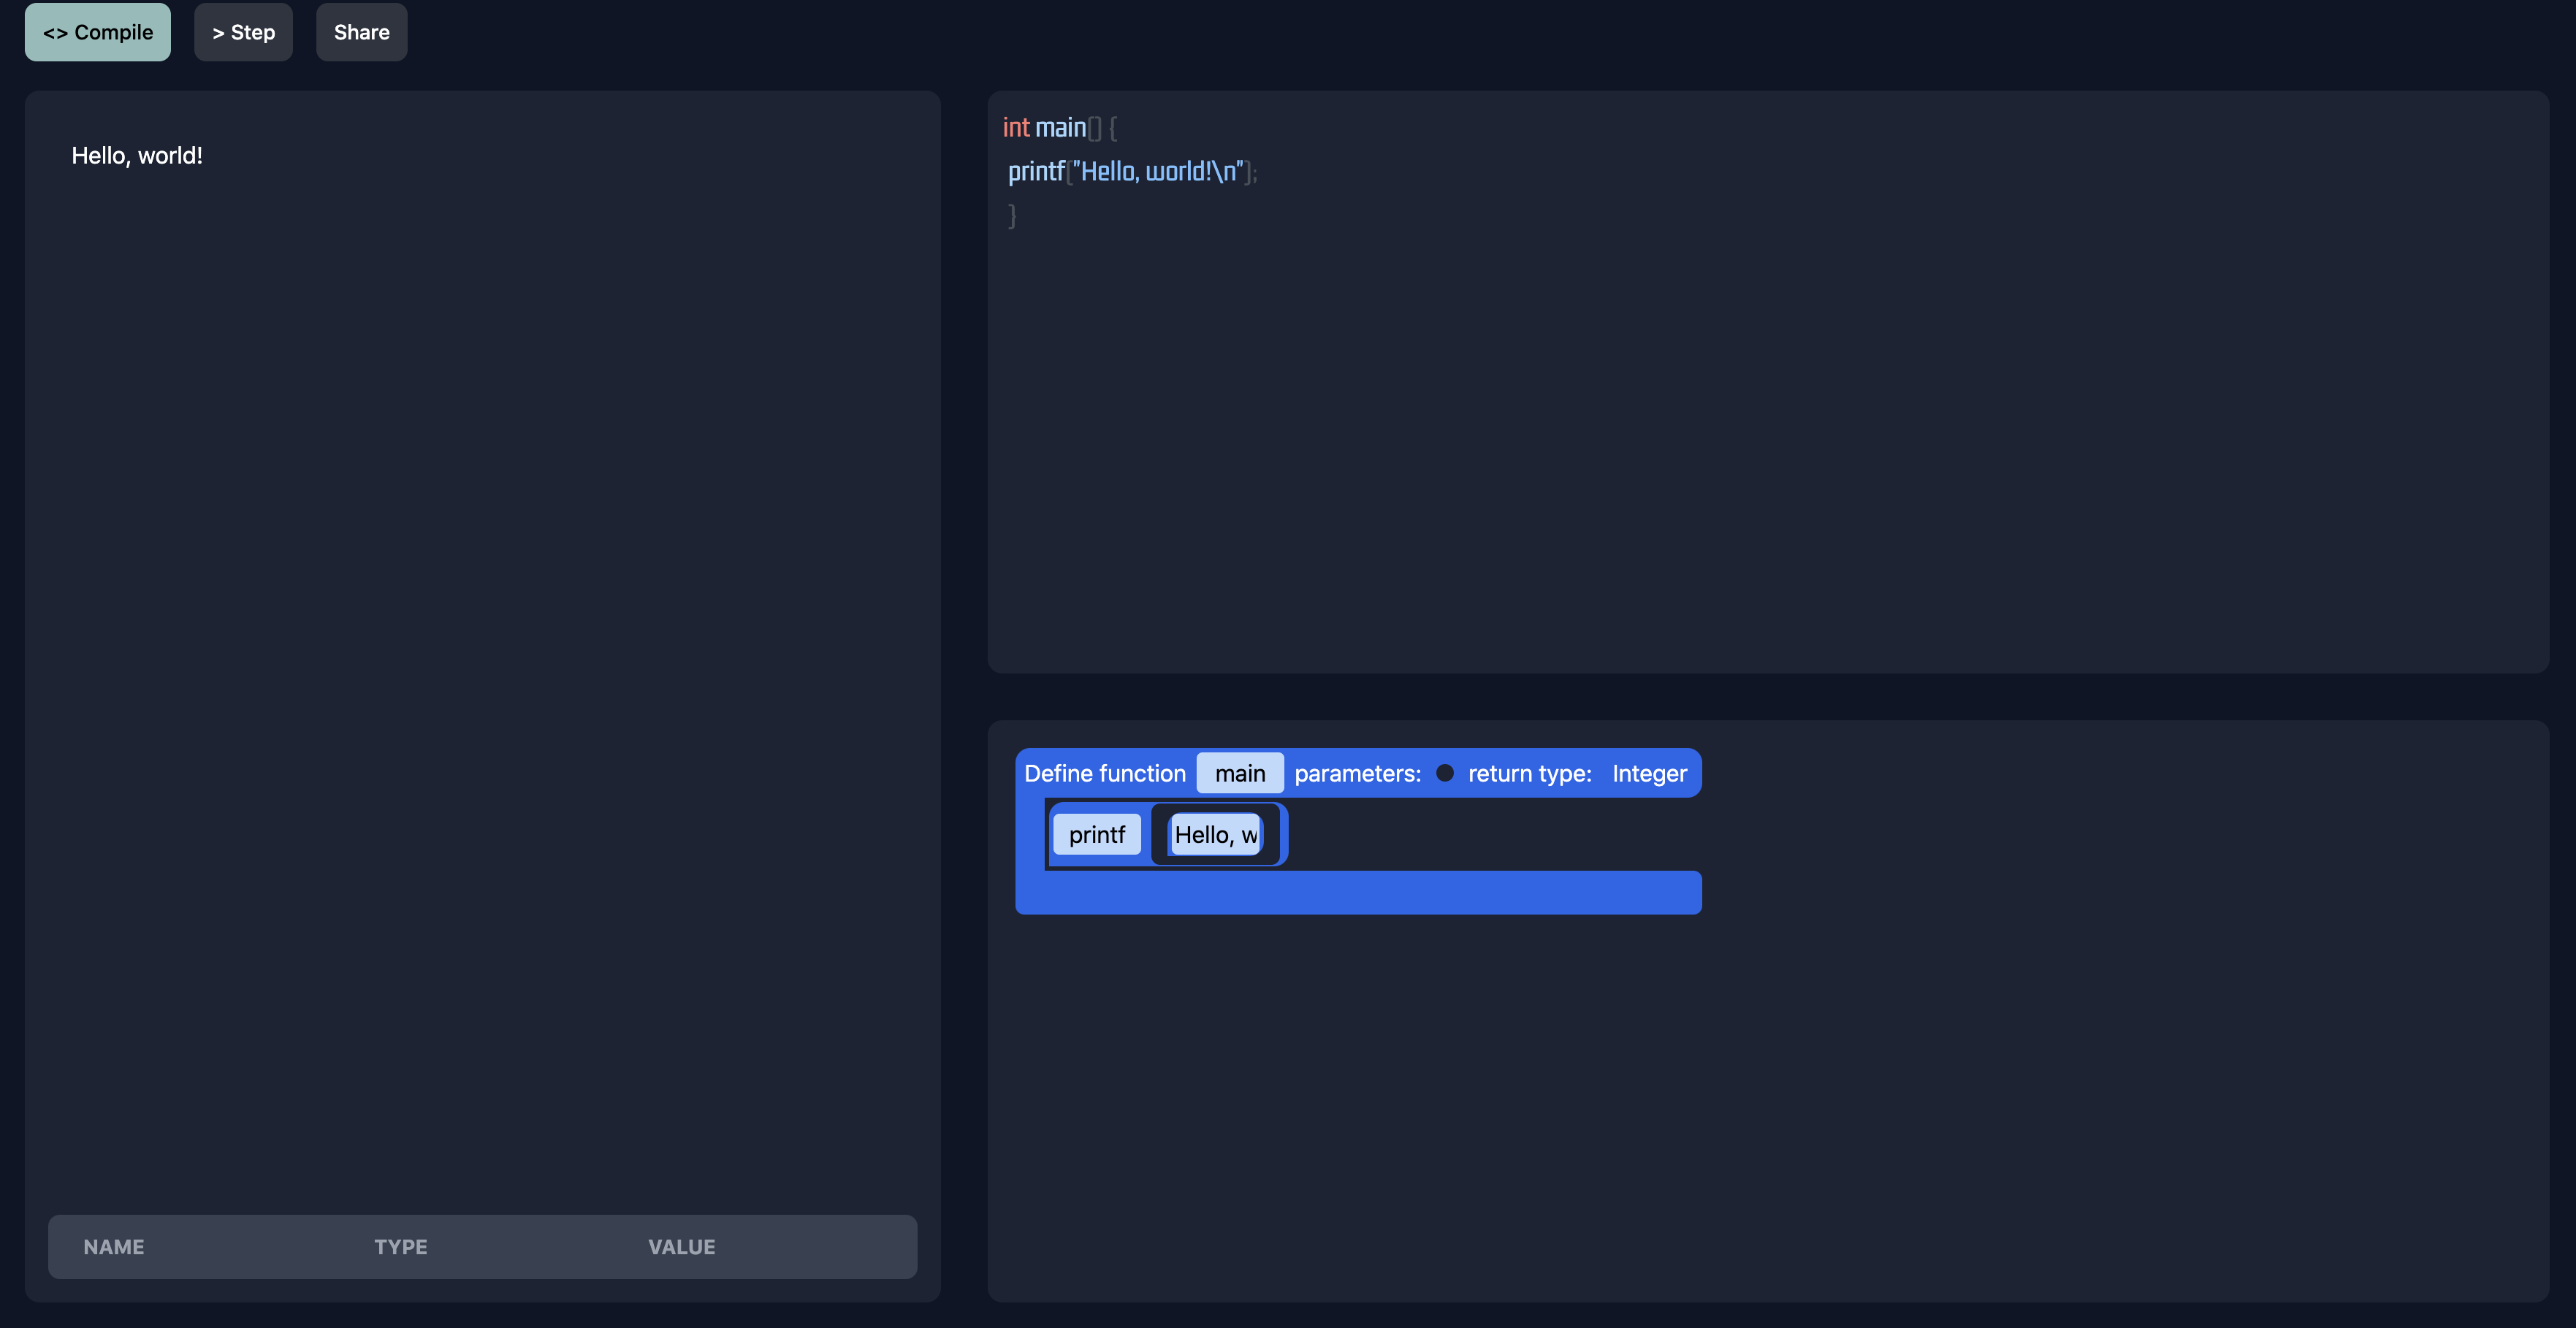 <> Compile
> Step
Share
Hello, world!
NAME TYPE VALUE
int main() {
printf("Hello, world!\n");
}
Define function main parameters: return type: Integer
printf Hello, w